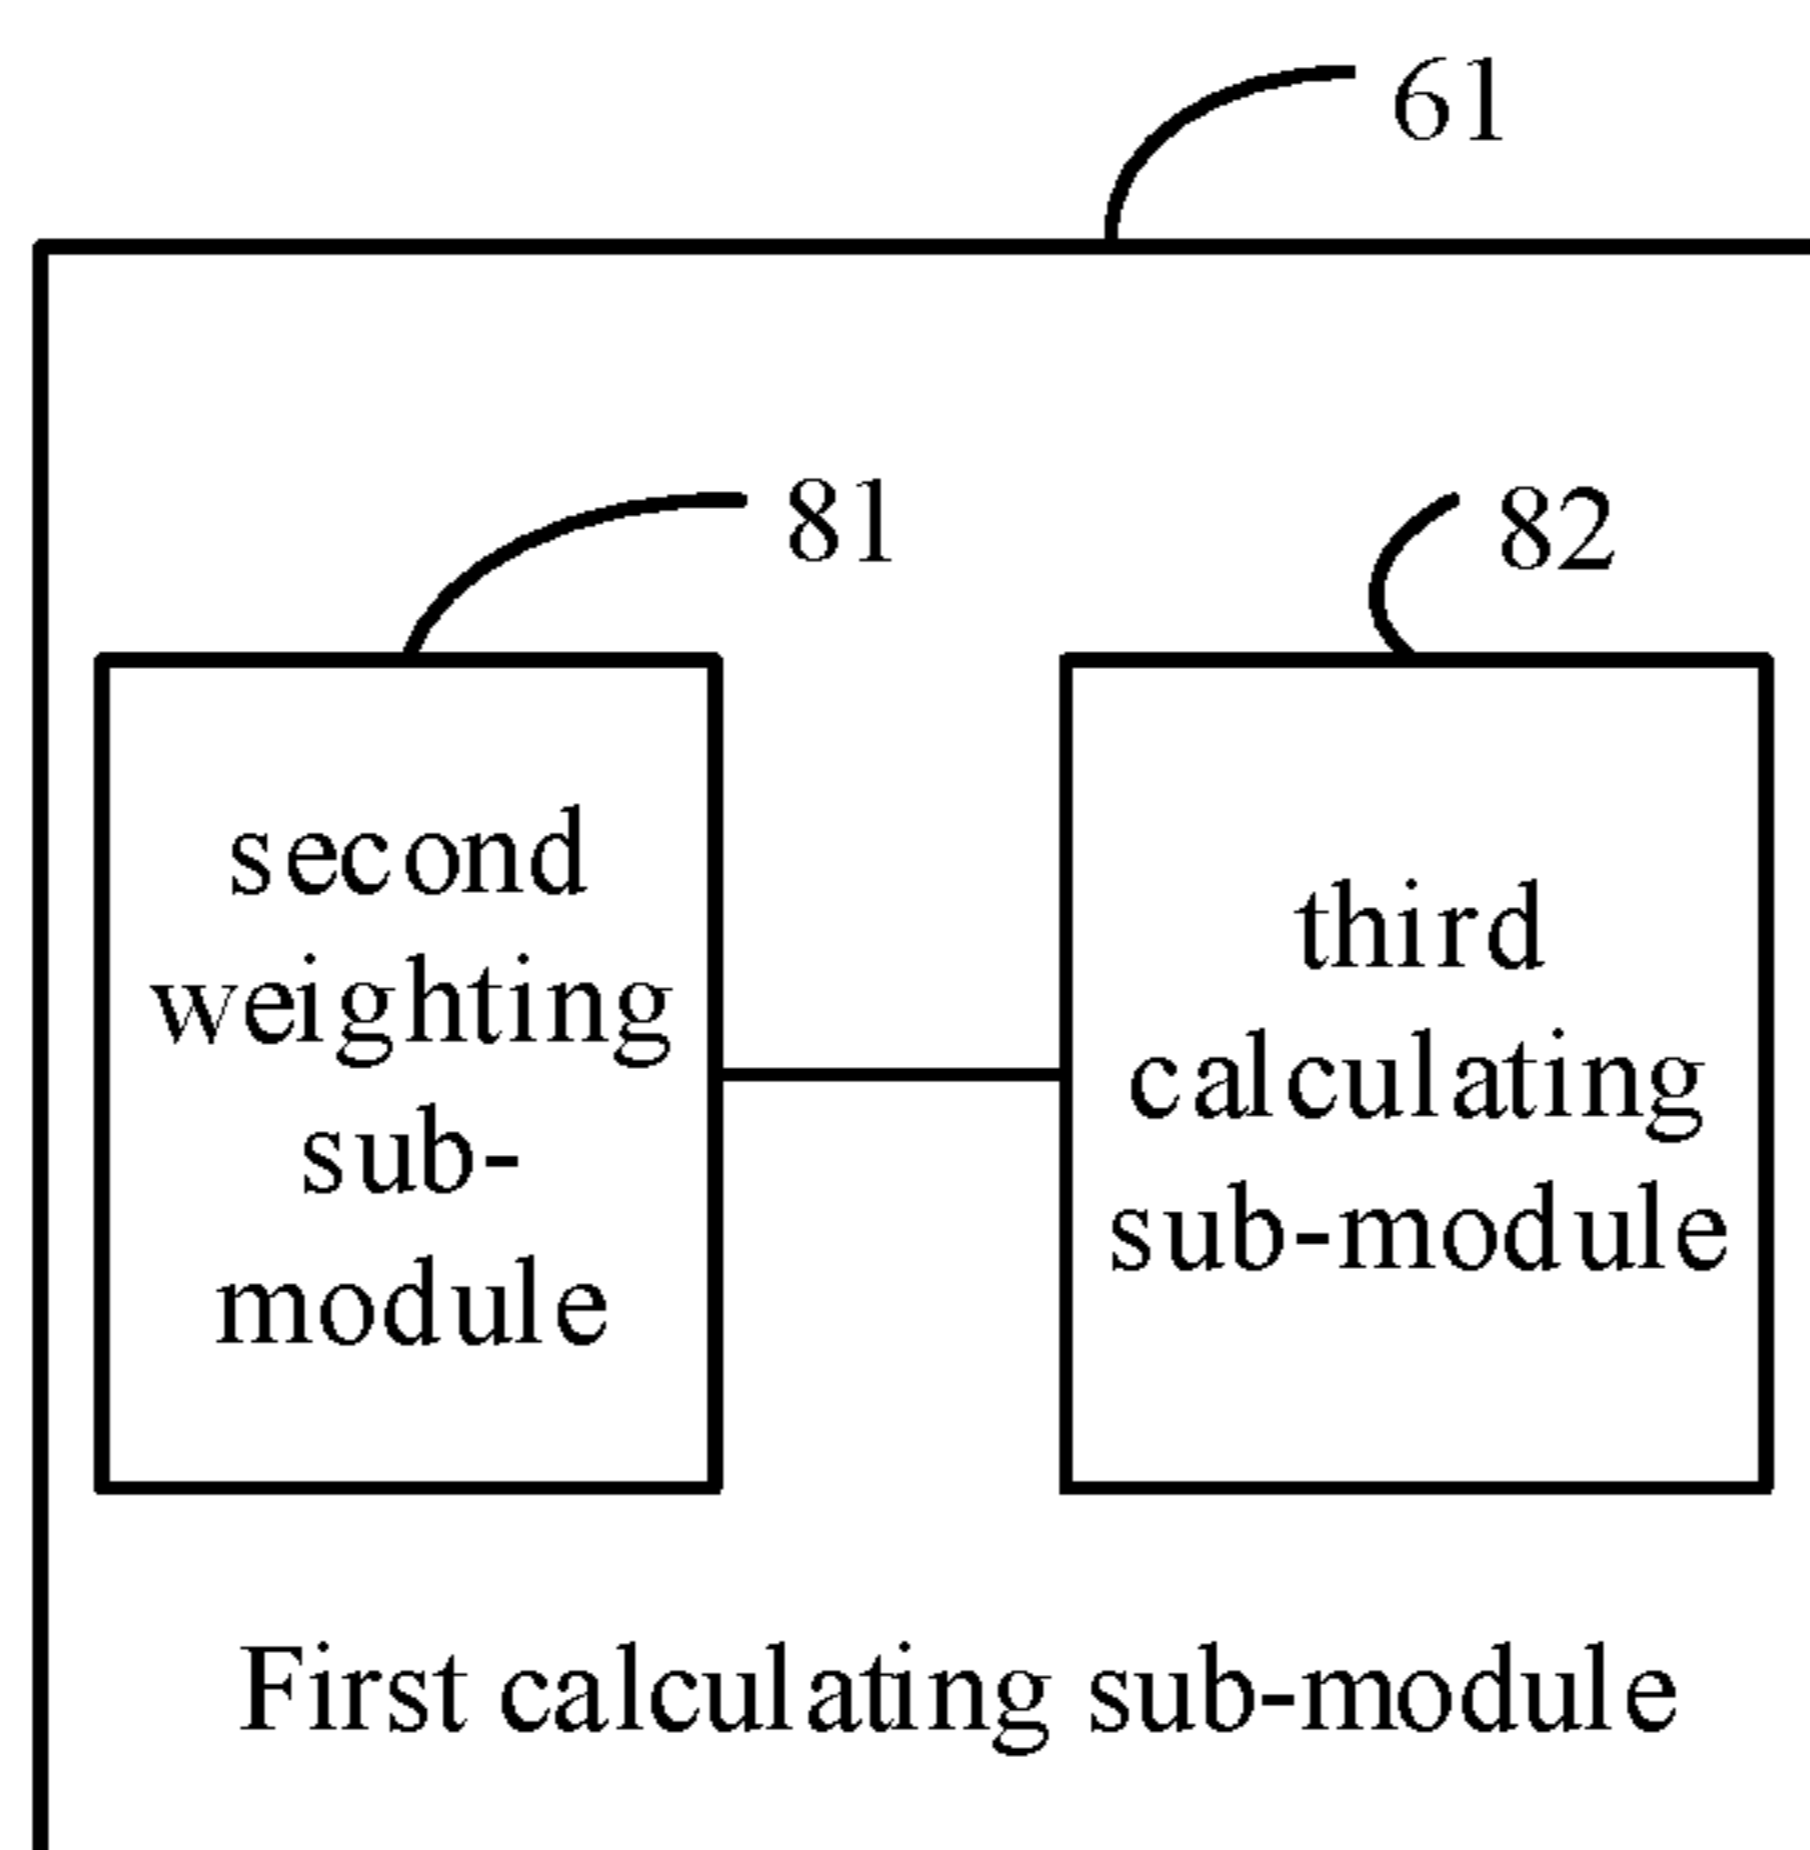 61
81
82
second
weighting
sub-
module
third
calculating
sub-module
First calculating sub-module